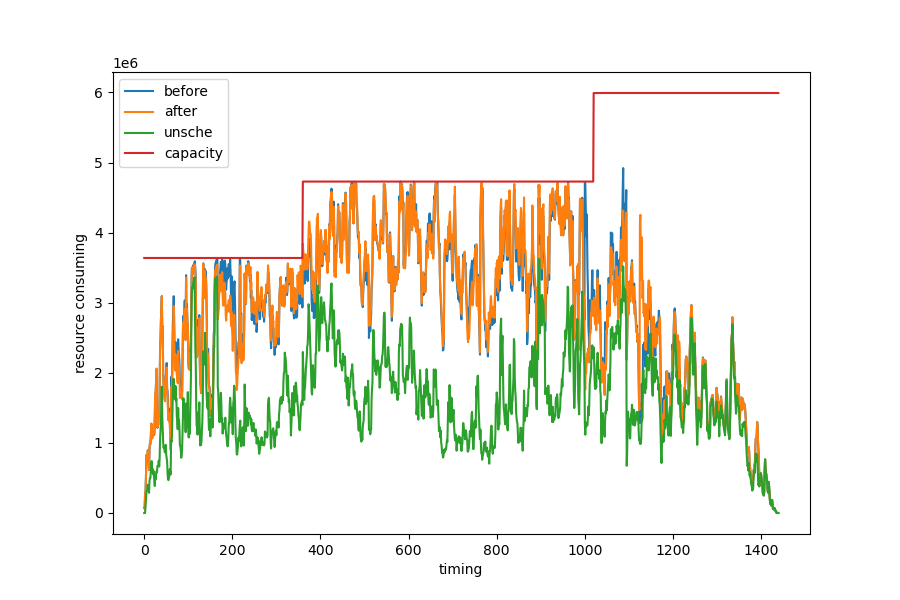 1e6
before
after
unsche
capacity
6
5
4
3
2
1
0
resource consuming
0 200 400 600 800 1000 1200 1400
timing